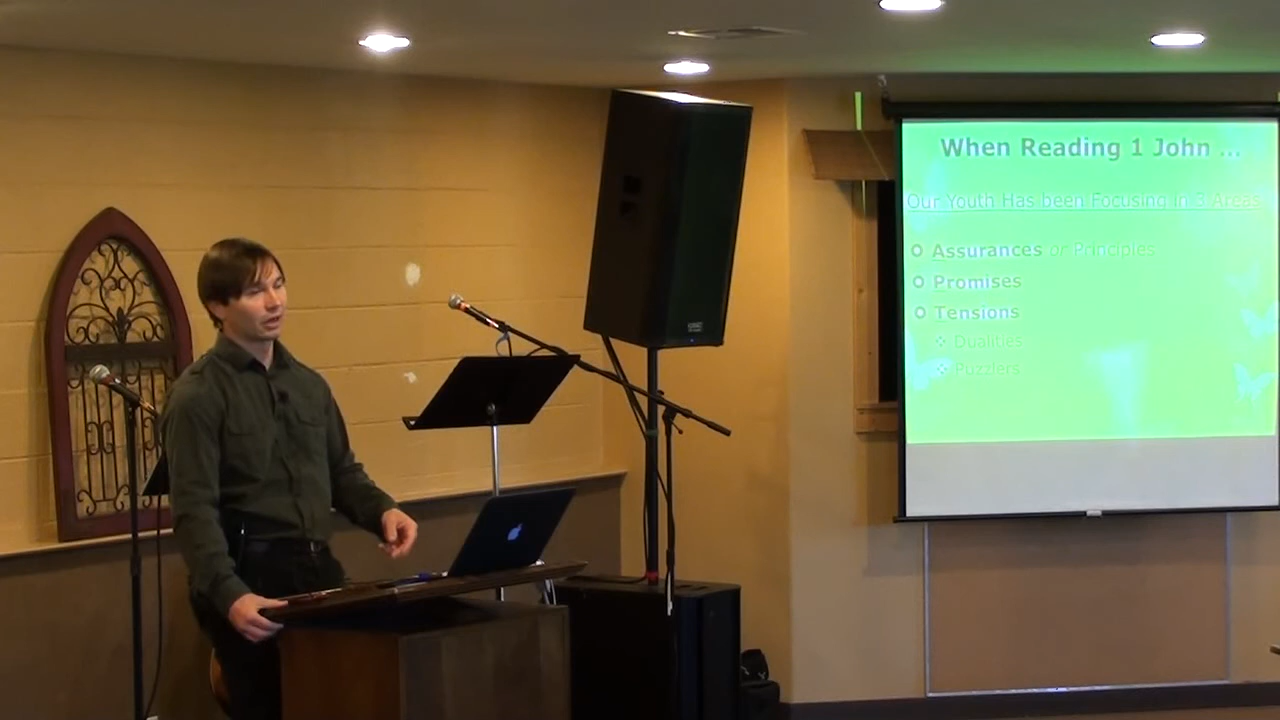 When Reading 1 John ...
Our Youth Has been Focusing in 3 Areas
Assurances or Principles
Promises
Tensions
Dualities
Puzzlers